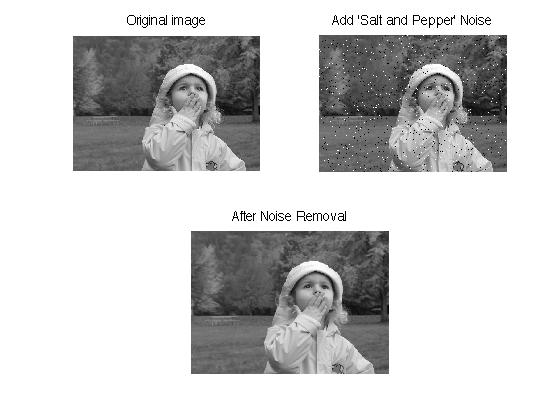 Original image
Add 'Salt and Pepper' Noise
After Noise Removal